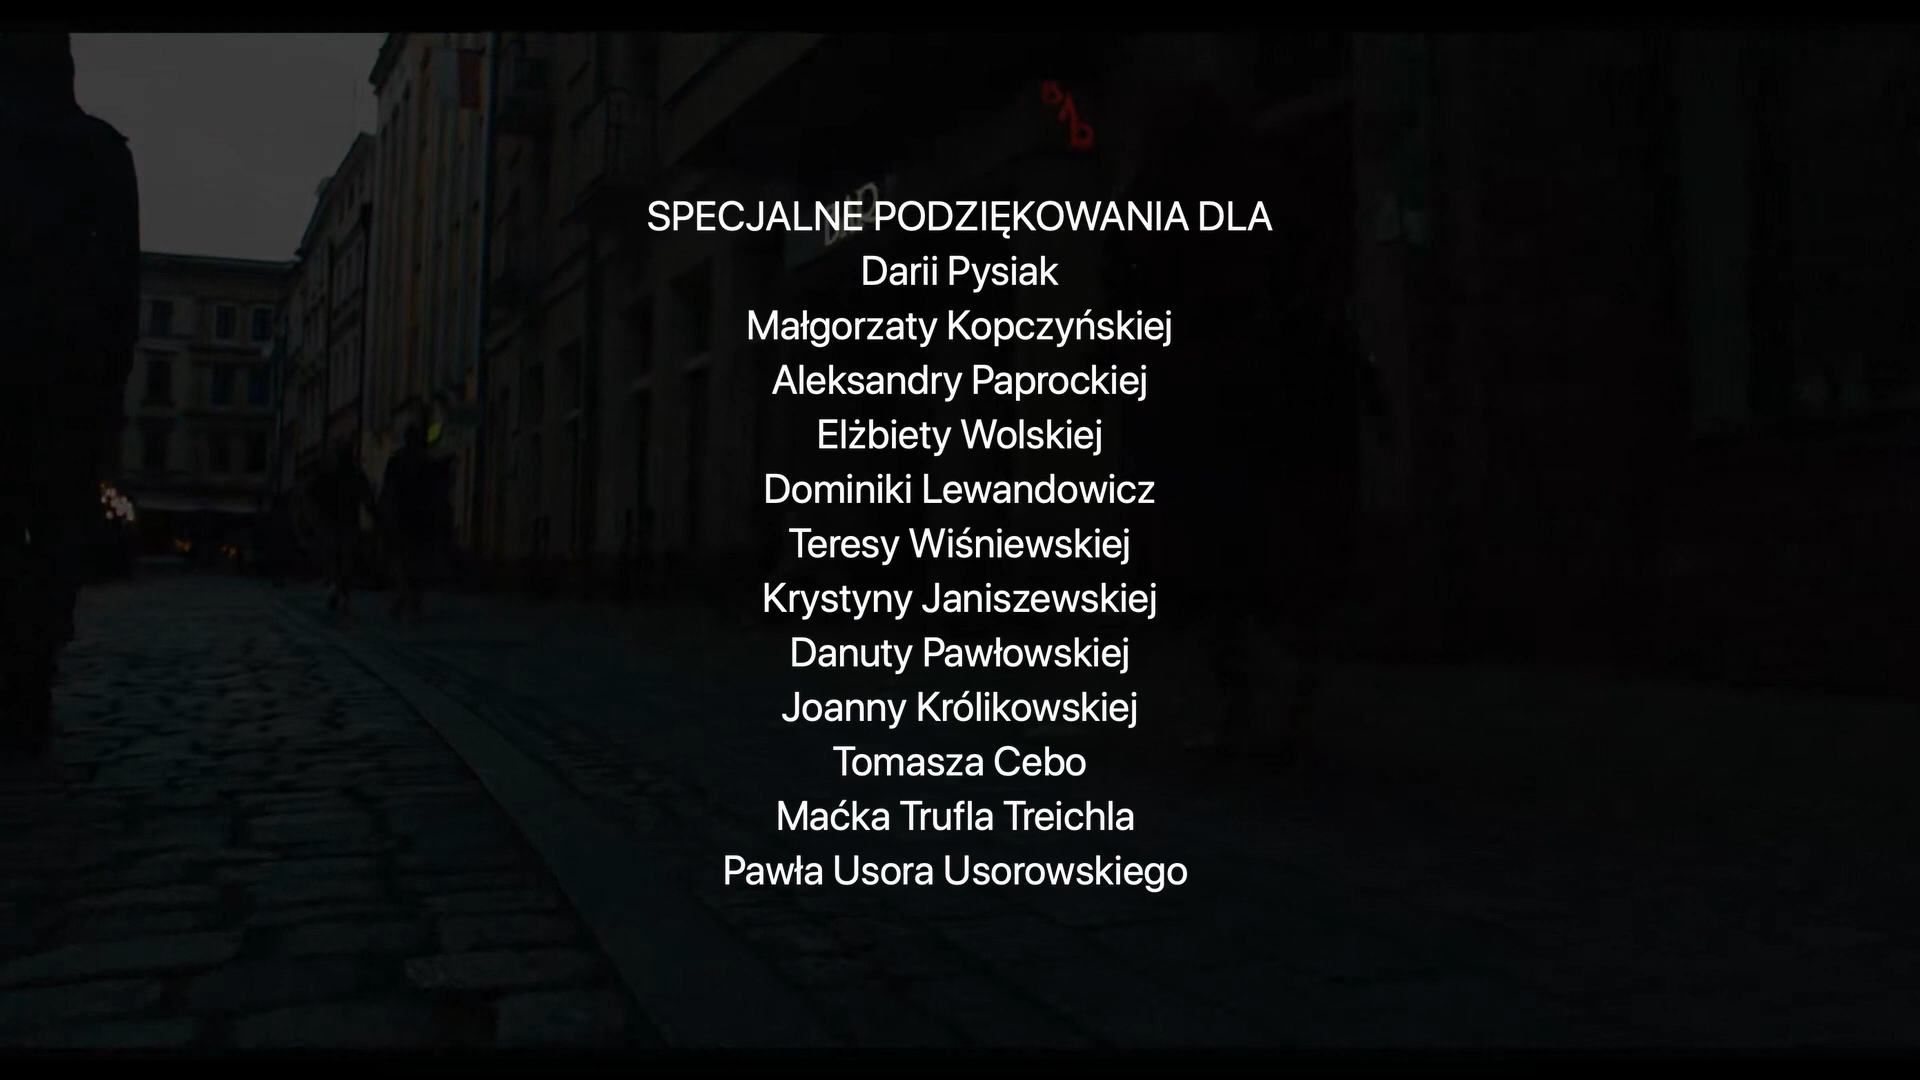 SPECJALNE PODZIĘKOWANIA DLA
Darii Pysiak
Małgorzaty Kopczyńskiej
Aleksandry Paprockiej
Elżbiety Wolskiej
Dominiki Lewandowicz
Teresy Wiśniewskiej
Krystyny Janiszewskiej
Danuty Pawłowskiej
Joanny Królikowskiej
Tomasza Cebo
Maćka Trufla Treichla
Pawła Usora Usorowskiego